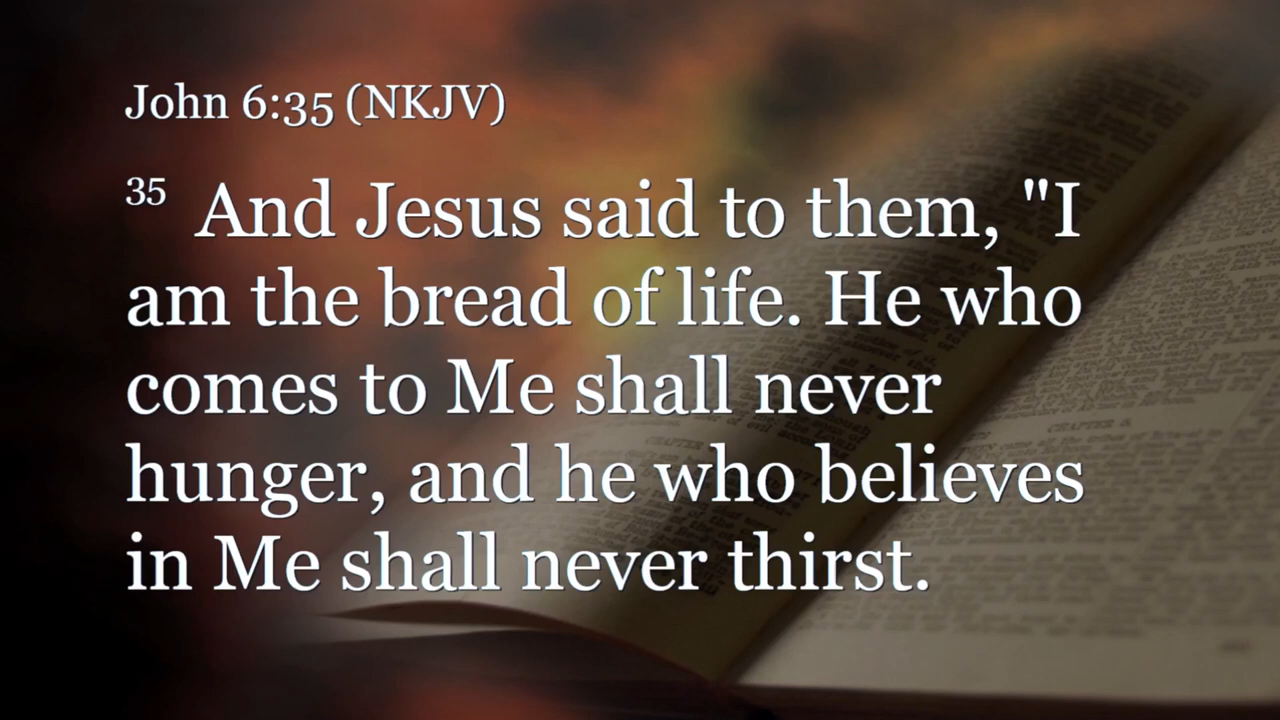 John 6:35 (NKJV)
35 And Jesus said to them, "I
am the bread of life. He who
comes to Me shall never
hunger, and he who believes
in Me shall never thirst.